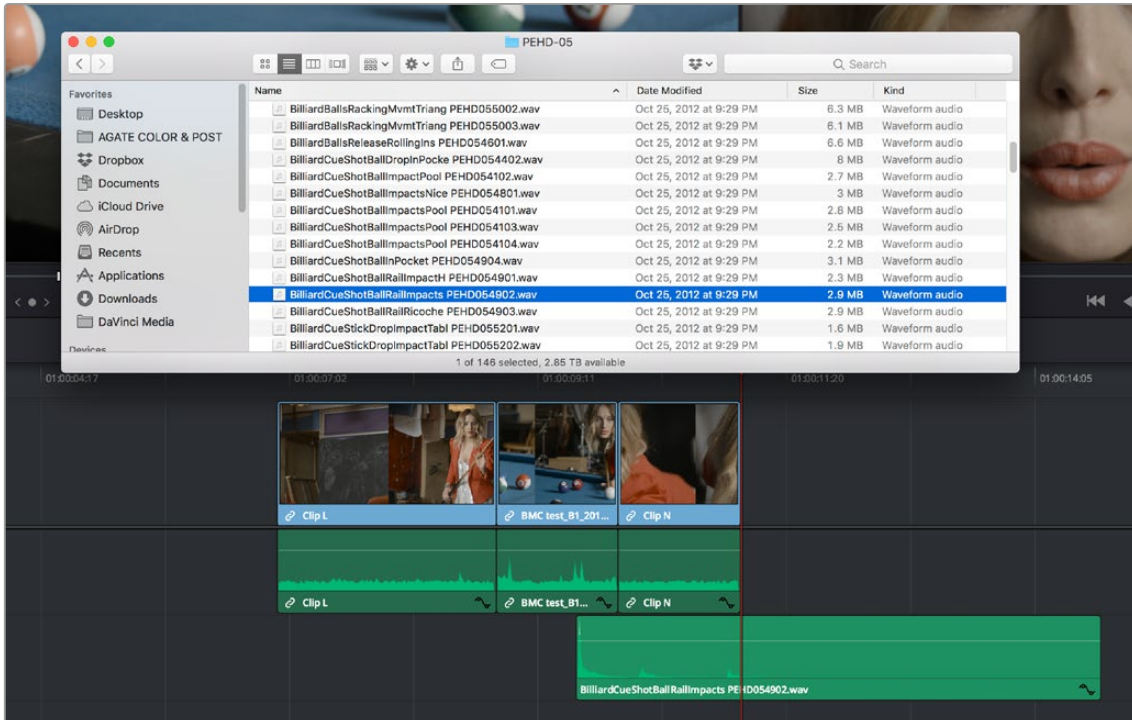 PEHD-05
Search
Favorites
Desktop
AGATE COLOR & POST
Dropbox
Documents
iCloud Drive
AirDrop
Recents
Applications
Downloads
DaVinci Media
Devices
Name Date Modified Size Kind
BilliardBallsRackingMvmtTriang PEHD055002.wav Oct 25, 2012 at 9:29 PM 6.3 MB Waveform audio
BilliardBallsRackingMvmtTriang PEHD055003.wav Oct 25, 2012 at 9:29 PM 6.1 MB Waveform audio
BilliardBallsReleaseRollingIns PEHD054601.wav Oct 25, 2012 at 9:29 PM 6.6 MB Waveform audio
BilliardCueShotBallDropInPocke PEHD054402.wav Oct 25, 2012 at 9:29 PM 8 MB Waveform audio
BilliardCueShotBallImpactPool PEHD054102.wav Oct 25, 2012 at 9:29 PM 2.7 MB Waveform audio
BilliardCueShotBallImpactsNice PEHD054801.wav Oct 25, 2012 at 9:29 PM 3 MB Waveform audio
BilliardCueShotBallImpactsPool PEHD054101.wav Oct 25, 2012 at 9:29 PM 2.8 MB Waveform audio
BilliardCueShotBallImpactsPool PEHD054103.wav Oct 25, 2012 at 9:29 PM 2.5 MB Waveform audio
BilliardCueShotBallImpactsPool PEHD054104.wav Oct 25, 2012 at 9:29 PM 2.2 MB Waveform audio
BilliardCueShotBallInPocket PEHD054904.wav Oct 25, 2012 at 9:29 PM 3.1 MB Waveform audio
BilliardCueShotBallRailImpactH PEHD054901.wav Oct 25, 2012 at 9:29 PM 2.3 MB Waveform audio
BilliardCueShotBallRailImpacts PEHD054902.wav Oct 25, 2012 at 9:29 PM 2.9 MB Waveform audio
BilliardCueShotBallRailRicoche PEHD054903.wav Oct 25, 2012 at 9:29 PM 2.9 MB Waveform audio
BilliardCueStickDropImpactTabl PEHD055201.wav Oct 25, 2012 at 9:29 PM 1.6 MB Waveform audio
BilliardCueStickDropImpactTabl PEHD055202.wav Oct 25, 2012 at 9:29 PM 1.9 MB Waveform audio
1 of 146 selected, 2.85 TB available
01:00:04:17 01:00:07:02 01:00:09:11 01:00:11:20 01:00:14:05
Clip L BMC test_B1_201... Clip N
Clip L BMC test_B1... Clip N
BilliardCueShotBallRailImpacts PEHD054902.wav